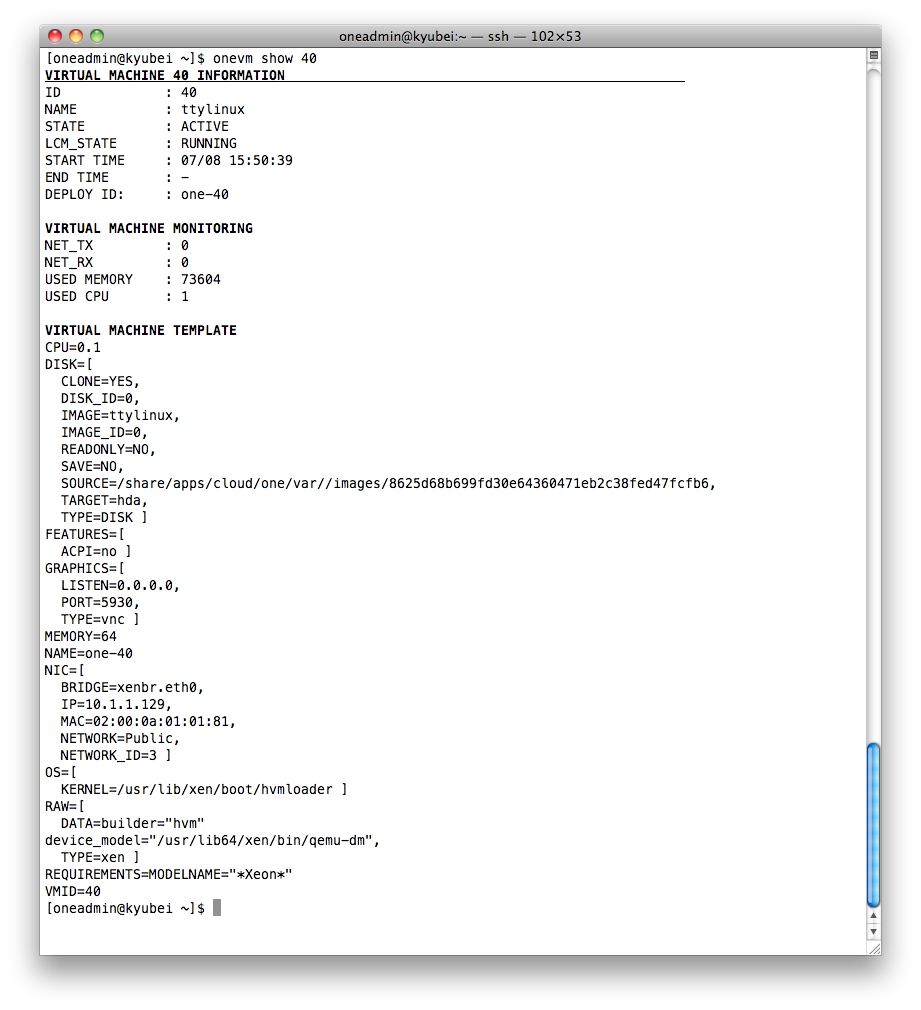 oneadmin@kyubei:~ — ssh — 102×53
[oneadmin@kyubei ~]$ onevm show 40
VIRTUAL MACHINE 40 INFORMATION
ID             : 40
NAME           : ttylinux
STATE          : ACTIVE
LCM_STATE      : RUNNING
START TIME     : 07/08 15:50:39
END TIME       : -
DEPLOY ID:     : one-40

VIRTUAL MACHINE MONITORING
NET_TX         : 0
NET_RX         : 0
USED MEMORY    : 73604
USED CPU       : 1

VIRTUAL MACHINE TEMPLATE
CPU=0.1
DISK=[
  CLONE=YES,
  DISK_ID=0,
  IMAGE=ttylinux,
  IMAGE_ID=0,
  READONLY=NO,
  SAVE=NO,
  SOURCE=/share/apps/cloud/one/var//images/8625d68b699fd30e64360471eb2c38fed47fcfb6,
  TARGET=hda,
  TYPE=DISK ]
FEATURES=[
  ACPI=no ]
GRAPHICS=[
  LISTEN=0.0.0.0,
  PORT=5930,
  TYPE=vnc ]
MEMORY=64
NAME=one-40
NIC=[
  BRIDGE=xenbr.eth0,
  IP=10.1.1.129,
  MAC=02:00:0a:01:01:81,
  NETWORK=Public,
  NETWORK_ID=3 ]
OS=[
  KERNEL=/usr/lib/xen/boot/hvmloader ]
RAW=[
  DATA=builder="hvm"
device_model="/usr/lib64/xen/bin/qemu-dm",
  TYPE=xen ]
REQUIREMENTS=MODELNAME="*Xeon*"
VMID=40
[oneadmin@kyubei ~]$